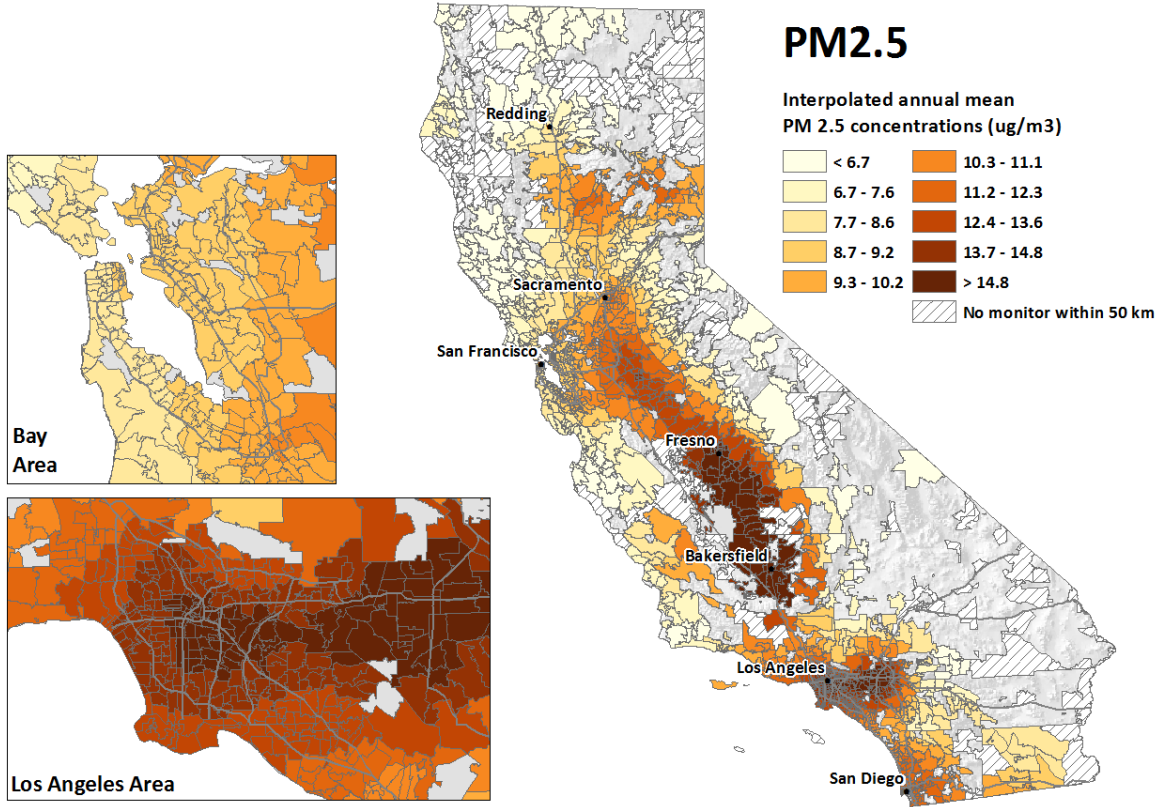 PM2.5
Interpolated annual mean
PM 2.5 concentrations (ug/m3)
< 6.7
6.7 - 7.6
7.7 - 8.6
8.7 - 9.2
9.3 - 10.2
10.3 - 11.1
11.2 - 12.3
12.4 - 13.6
13.7 - 14.8
> 14.8
No monitor within 50 km
Redding
Sacramento
San Francisco
Fresno
Bakersfield
Los Angeles
San Diego
Bay
Area
Los Angeles Area